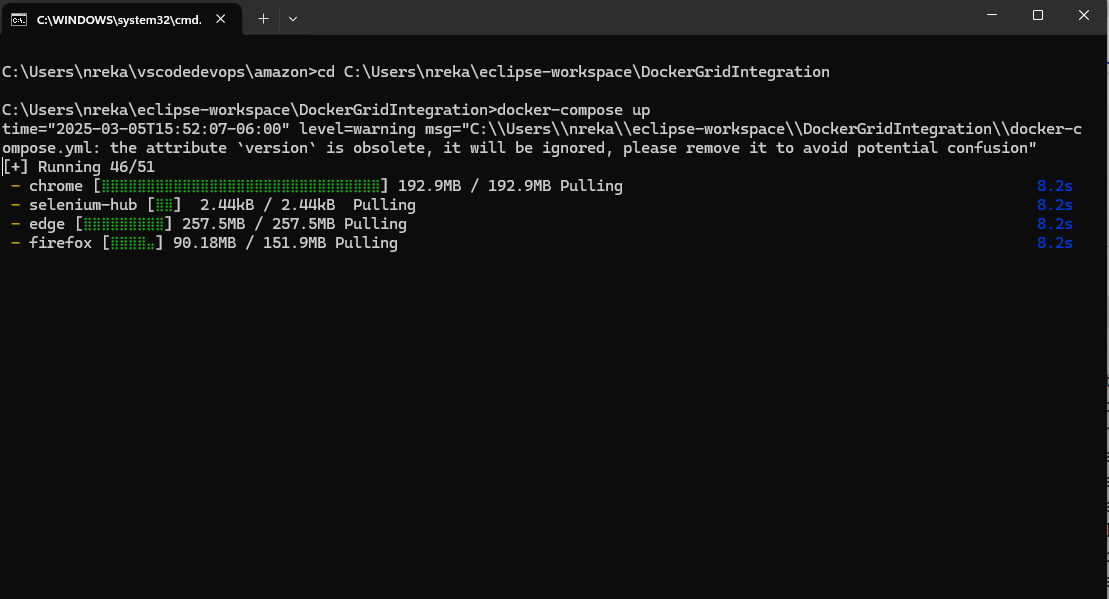 C:\WINDOWS\system32\cmd.
C:\Users\nreka\vscodedevops\amazon>cd C:\Users\nreka\eclipse-workspace\DockerGridIntegration
C:\Users\nreka\eclipse-workspace\DockerGridIntegration>docker-compose up
time="2025-03-05T15:52:07-06:00" level=warning msg="C:\\Users\\nreka\\eclipse-workspace\\DockerGridIntegration\\docker-c
ompose.yml: the attribute `version` is obsolete, it will be ignored, please remove it to avoid potential confusion"
[+] Running 46/51
- chrome [⣿⣿⣿⣿⣿⣿⣿⣿⣿⣿⣿⣿⣿⣿⣿⣿⣿⣿⣿⣿⣿⣿⣿⣿⣿⣿⣿⣿⣿⣿⣿] 192.9MB / 192.9MB Pulling 8.2s
- selenium-hub [⣿⣿] 2.44kB / 2.44kB Pulling 8.2s
- edge [⣿⣿⣿⣿⣿⣿⣿⣿⣿] 257.5MB / 257.5MB Pulling 8.2s
- firefox [⣿⣿⣿⣿⣤] 90.18MB / 151.9MB Pulling 8.2s